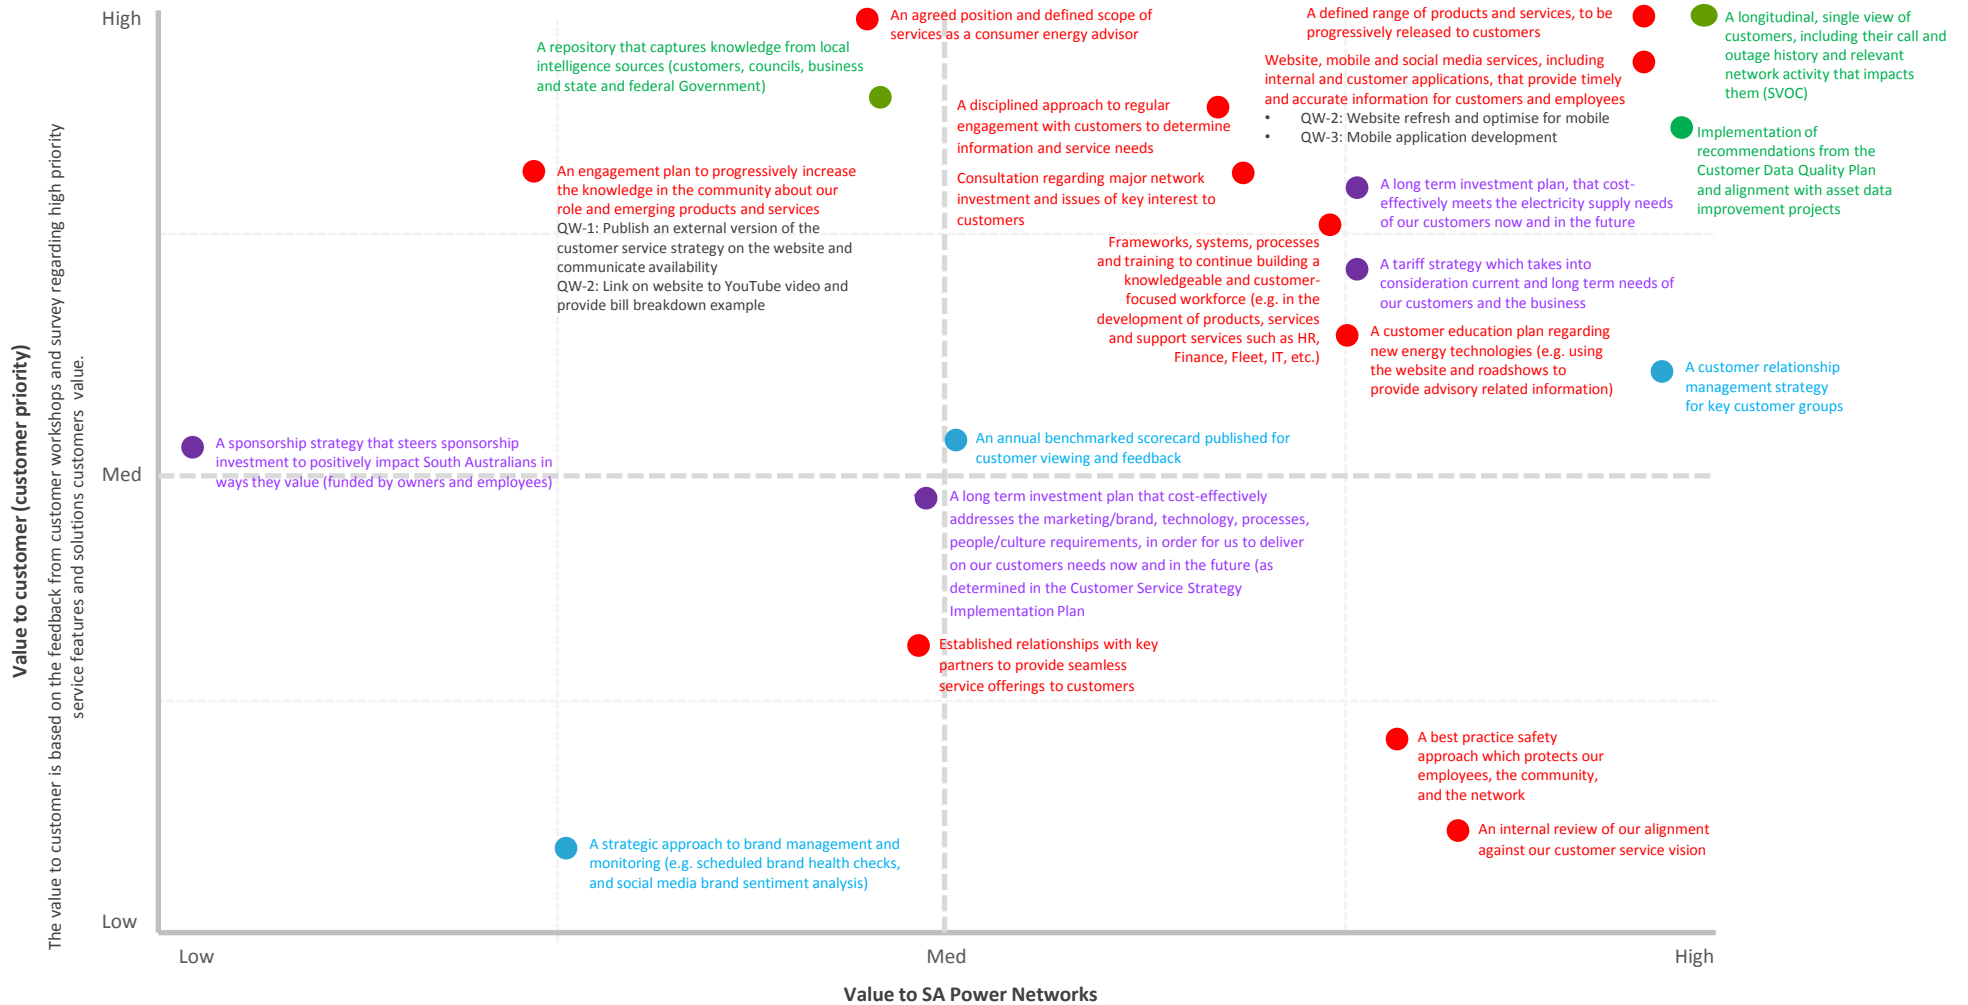 High
Med
Low
Value to customer (customer priority)
The value to customer is based on the feedback from customer workshops and survey regarding high priority
service features and solutions customers value.
An agreed position and defined scope of
services as a consumer energy advisor
A repository that captures knowledge from local
intelligence sources (customers, councils, business
and state and federal Government)
An engagement plan to progressively increase
the knowledge in the community about our
role and emerging products and services
QW-1: Publish an external version of the
customer service strategy on the website and
communicate availability
QW-2: Link on website to YouTube video and
provide bill breakdown example
A defined range of products and services, to be
progressively released to customers
Website, mobile and social media services, including
internal and customer applications, that provide timely
and accurate information for customers and employees
• QW-2: Website refresh and optimise for mobile
• QW-3: Mobile application development
A longitudinal, single view of
customers, including their call and
outage history and relevant
network activity that impacts
them (SVOC)
Implementation of
recommendations from the
Customer Data Quality Plan
and alignment with asset data
improvement projects
A disciplined approach to regular
engagement with customers to determine
information and service needs
Consultation regarding major network
investment and issues of key interest to
customers
A long term investment plan, that cost-
effectively meets the electricity supply needs
of our customers now and in the future
Frameworks, systems, processes
and training to continue building a
knowledgeable and customer-
focused workforce (e.g. in the
development of products, services
and support services such as HR,
Finance, Fleet, IT, etc.)
A tariff strategy which takes into
consideration current and long term needs of
our customers and the business
A customer education plan regarding
new energy technologies (e.g. using
the website and roadshows to
provide advisory related information)
A customer relationship
management strategy
for key customer groups
A sponsorship strategy that steers sponsorship
investment to positively impact South Australians in
ways they value (funded by owners and employees)
An annual benchmarked scorecard published for
customer viewing and feedback
A long term investment plan that cost-effectively
addresses the marketing/brand, technology, processes,
people/culture requirements, in order for us to deliver
on our customers needs now and in the future (as
determined in the Customer Service Strategy
Implementation Plan
Established relationships with key
partners to provide seamless
service offerings to customers
A best practice safety
approach which protects our
employees, the community,
and the network
An internal review of our alignment
against our customer service vision
A strategic approach to brand management and
monitoring (e.g. scheduled brand health checks,
and social media brand sentiment analysis)
Low
Med
High
Value to SA Power Networks